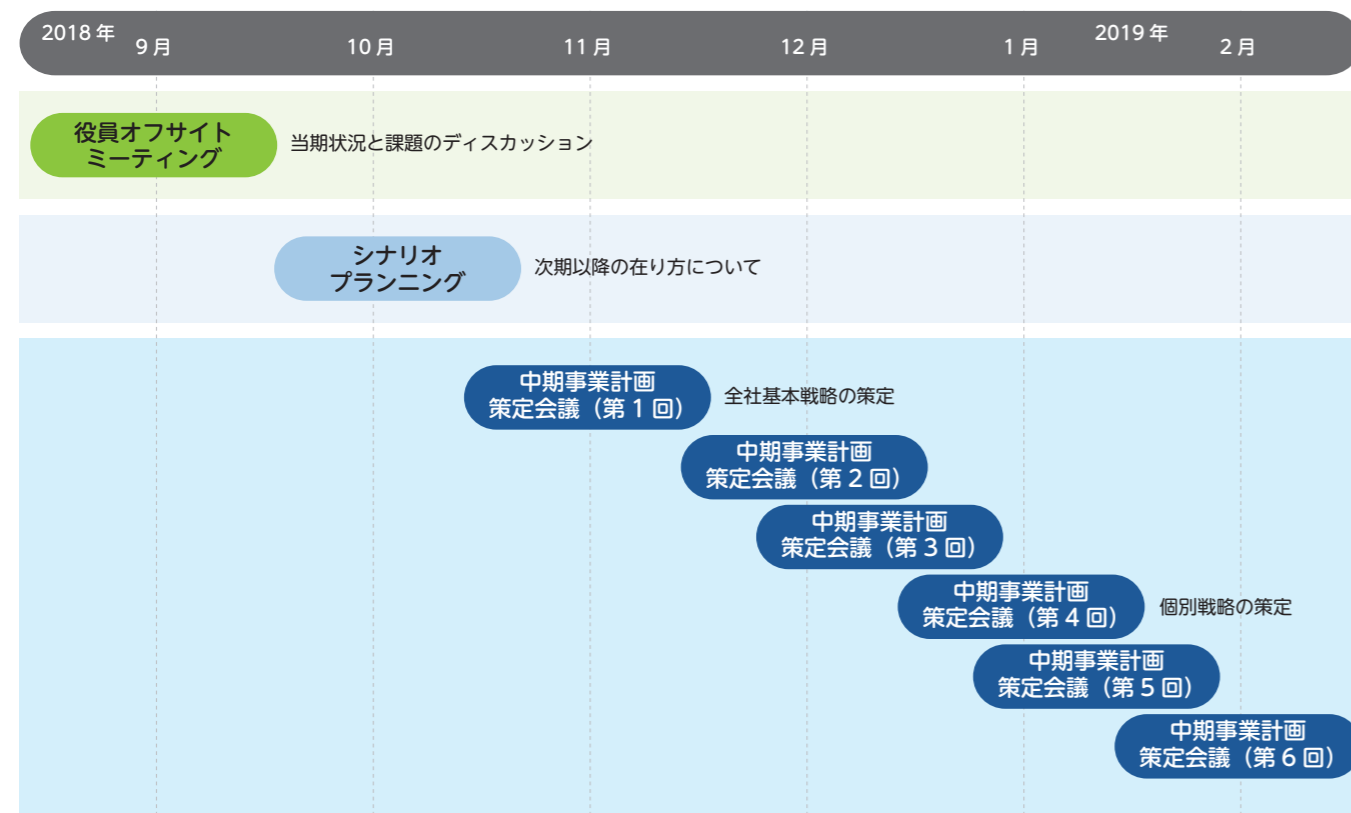 2018年
9月
10月
11月
12月
1月
2019年
2月
役員オフサイト
ミーティング
当期状況と課題のディスカッション
シナリオ
プランニング
次期以降の在り方について
中期事業計画
策定会議（第1回）
全社基本戦略の策定
中期事業計画
策定会議（第2回）
中期事業計画
策定会議（第3回）
中期事業計画
策定会議（第4回）
個別戦略の策定
中期事業計画
策定会議（第5回）
中期事業計画
策定会議（第6回）